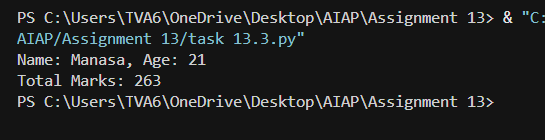 PS C:\Users\TVA6\OneDrive\Desktop\AIAP\Assignment 13> & "C:
AIAP/Assignment 13/task 13.3.py"
Name: Manasa, Age: 21
Total Marks: 263
PS C:\Users\TVA6\OneDrive\Desktop\AIAP\Assignment 13>